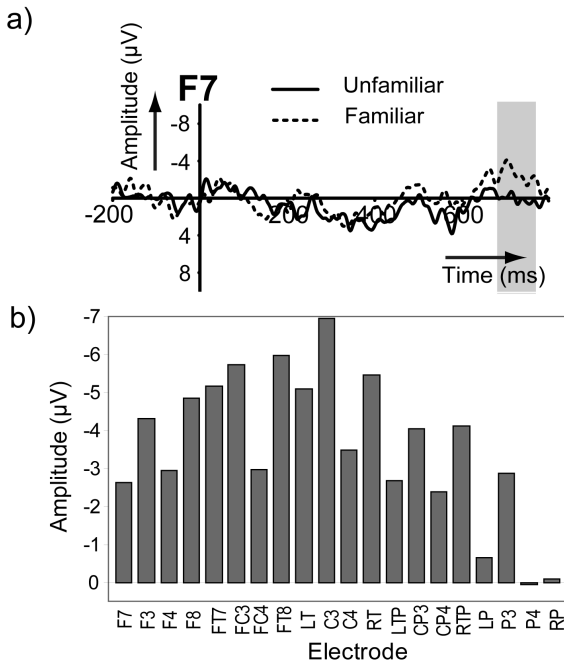 a)
Amplitude (µV)
F7
Unfamiliar
Familiar
-8
-4
-200
200
400
600
4
8
Time (ms)
b)
-7
-6
-5
-4
-3
-2
-1
0
Amplitude (µV)
F7 F3 F4 F8 FT7 FC3 FC4 FT8 LT C3 C4 RT LTP CP3 CP4 RTP LP P3 P4 RP
Electrode